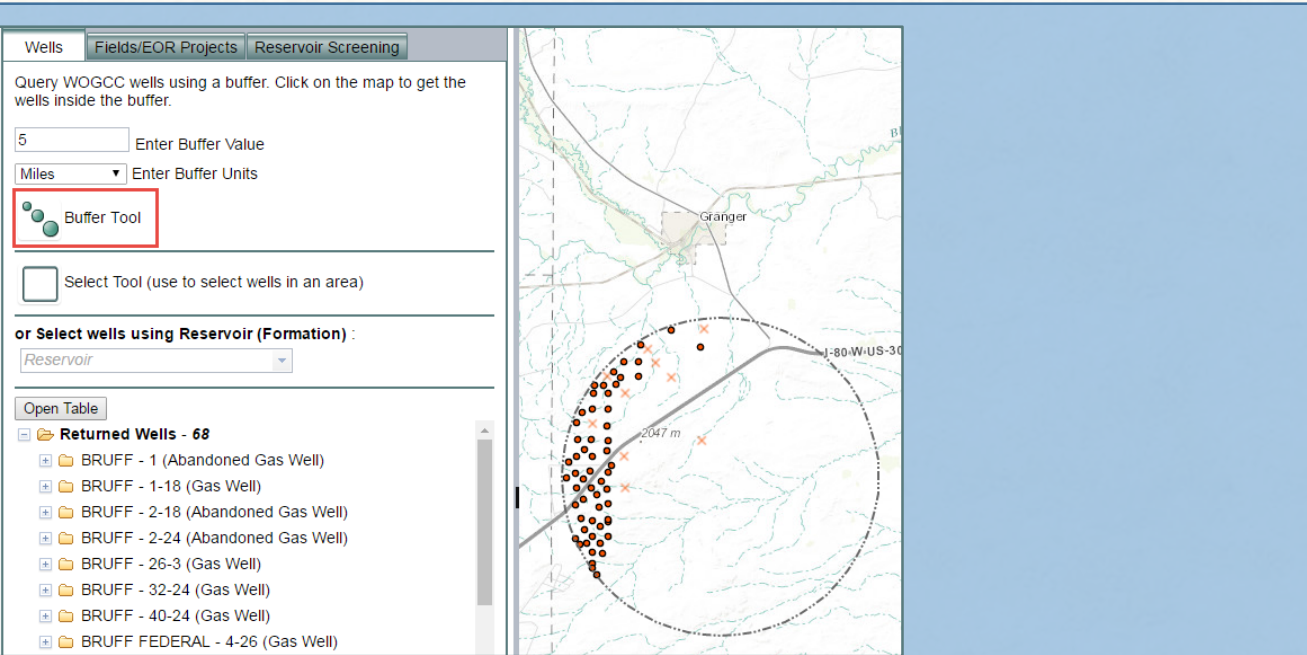 Wells
Fields/EOR Projects
Reservoir Screening
Query WOGCC wells using a buffer. Click on the map to get the
wells inside the buffer.
5
Enter Buffer Value
Miles
Enter Buffer Units
Buffer Tool
Select Tool (use to select wells in an area)
or Select wells using Reservoir (Formation) :
Reservoir
Open Table
Returned Wells - 68
BRUFF - 1 (Abandoned Gas Well)
BRUFF - 1-18 (Gas Well)
BRUFF - 2-18 (Abandoned Gas Well)
BRUFF - 2-24 (Abandoned Gas Well)
BRUFF - 26-3 (Gas Well)
BRUFF - 32-24 (Gas Well)
BRUFF - 40-24 (Gas Well)
BRUFF FEDERAL - 4-26 (Gas Well)
Granger
I-80-W-US-30
2047 m